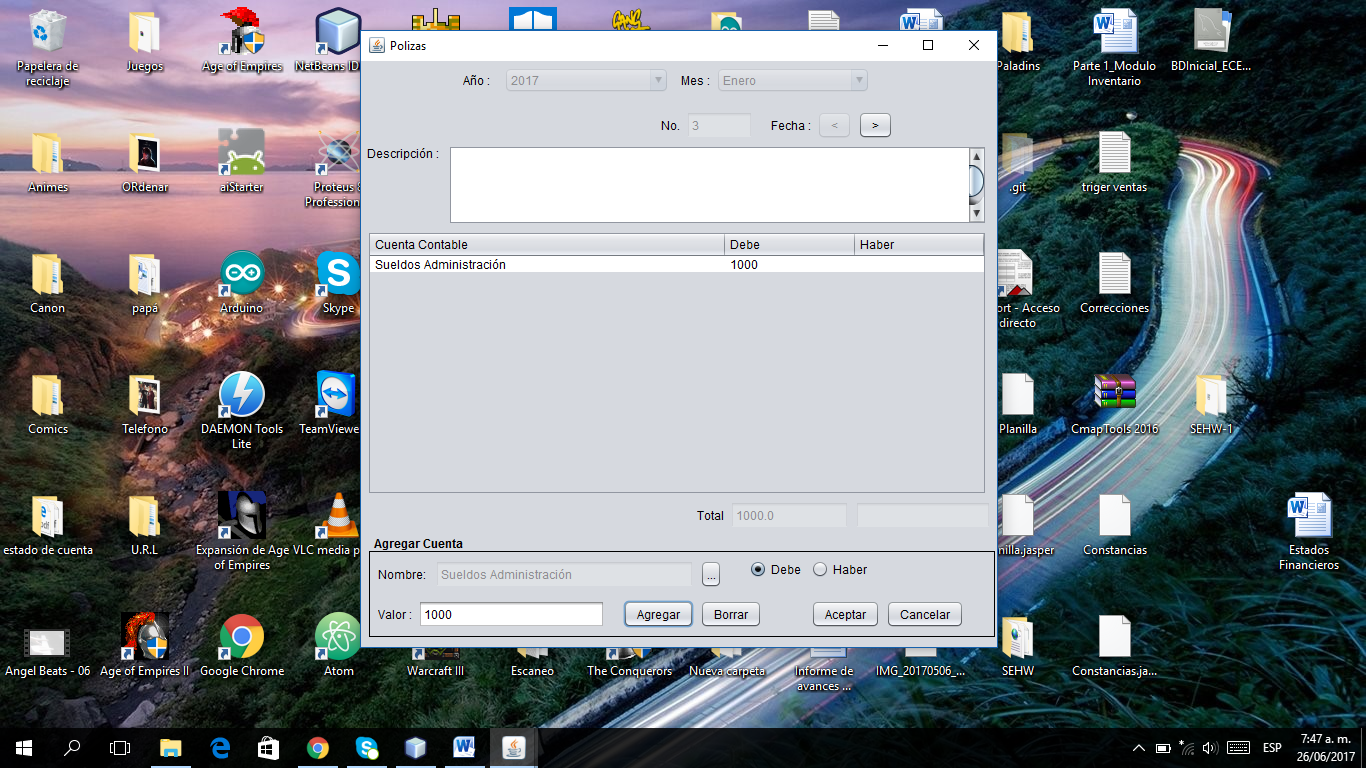 Polizas
Año :
2017
Mes :
Enero
No.
3
Fecha :
<
>
Descripción :
Cuenta Contable
Debe
Haber
Sueldos Administración
1000
Total
1000.0
Agregar Cuenta
Nombre:
Sueldos Administración
...
Debe
Haber
Valor :
1000
Agregar
Borrar
Aceptar
Cancelar
Papelera de
reciclaje
Juegos
Age of Empires
NetBeans ID
Paladins
Parte 1_Modulo
Inventario
BDInicial_ECE...
Animes
ORdenar
aiStarter
Proteus 8
Profession
.git
triger ventas
Canon
papá
Arduino
Skype
ort - Acceso
directo
Correcciones
Comics
Telefono
DAEMON Tools
Lite
TeamViewe
Planilla
CmapTools 2016
SEHW-1
estado de cuenta
U.R.L
Expansión de Age
of Empires
VLC media p
nilla.jasper
Constancias
Estados
Financieros
Angel Beats - 06
Age of Empires II
Google Chrome
Atom
Warcraft III
Escaneo
The Conquerors
Nueva carpeta
Informe de
avances ...
IMG_20170506_...
SEHW
Constancias.ja...
ESP
7:47 a. m.
26/06/2017